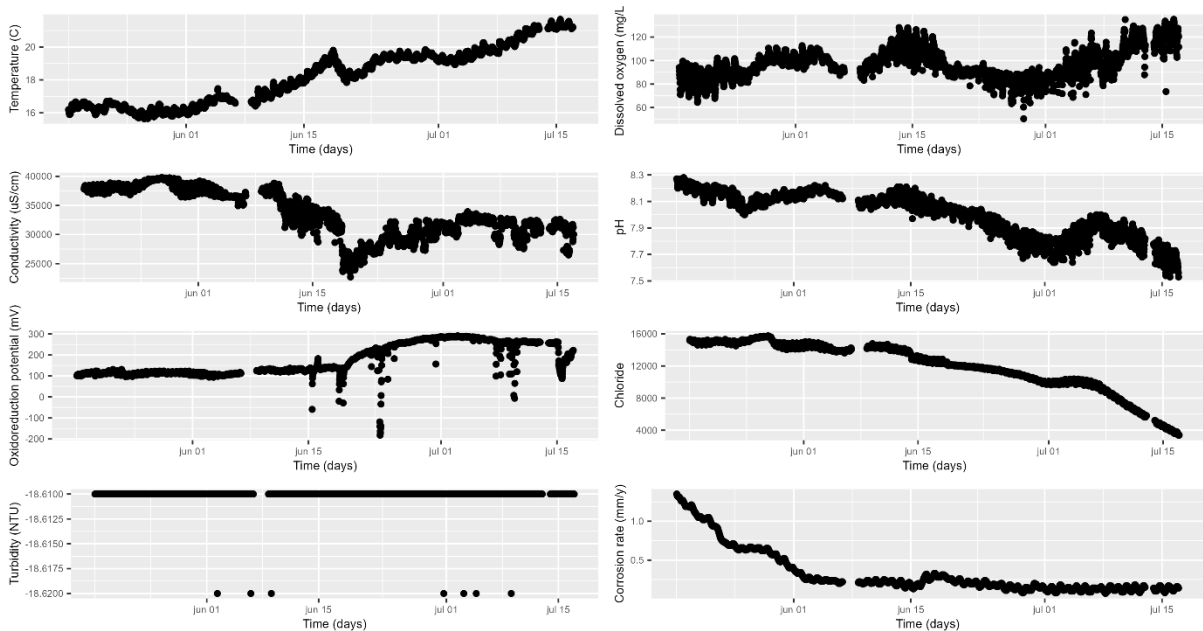 Temperature (C)
20
18
16
jun 01
jun 15
jul 01
jul 15
Time (days)
Dissolved oxygen (mg/L)
120
100
80
60
jun 01
jun 15
jul 01
jul 15
Time (days)
Conductivity (uS/cm)
40000
35000
30000
25000
jun 01
jun 15
jul 01
jul 15
Time (days)
pH
8.3
8.1
7.9
7.7
7.5
jun 01
jun 15
jul 01
jul 15
Time (days)
Oxidoreduction potential (mV)
300
200
100
0
-100
-200
jun 01
jun 15
jul 01
jul 15
Time (days)
Chloride
16000
12000
8000
4000
jun 01
jun 15
jul 01
jul 15
Time (days)
Turbidity (NTU)
-18.6100
-18.6125
-18.6150
-18.6175
-18.6200
jun 01
jun 15
jul 01
jul 15
Time (days)
Corrosion rate (mm/y)
1.0
0.5
jun 01
jun 15
jul 01
jul 15
Time (days)